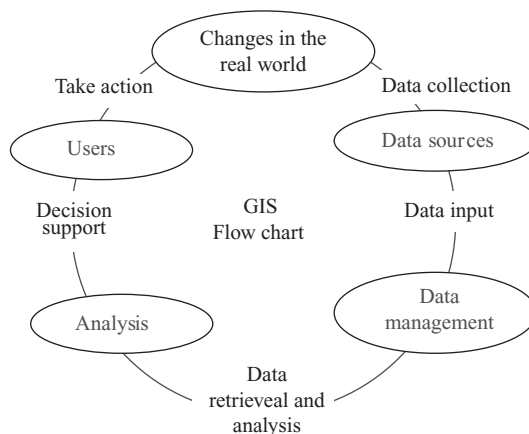 Changes in the
real world
Take action
Data collection
Users
Data sources
Decision
support
GIS
Flow chart
Data input
Analysis
Data
management
Data
retrieveal and
analysis